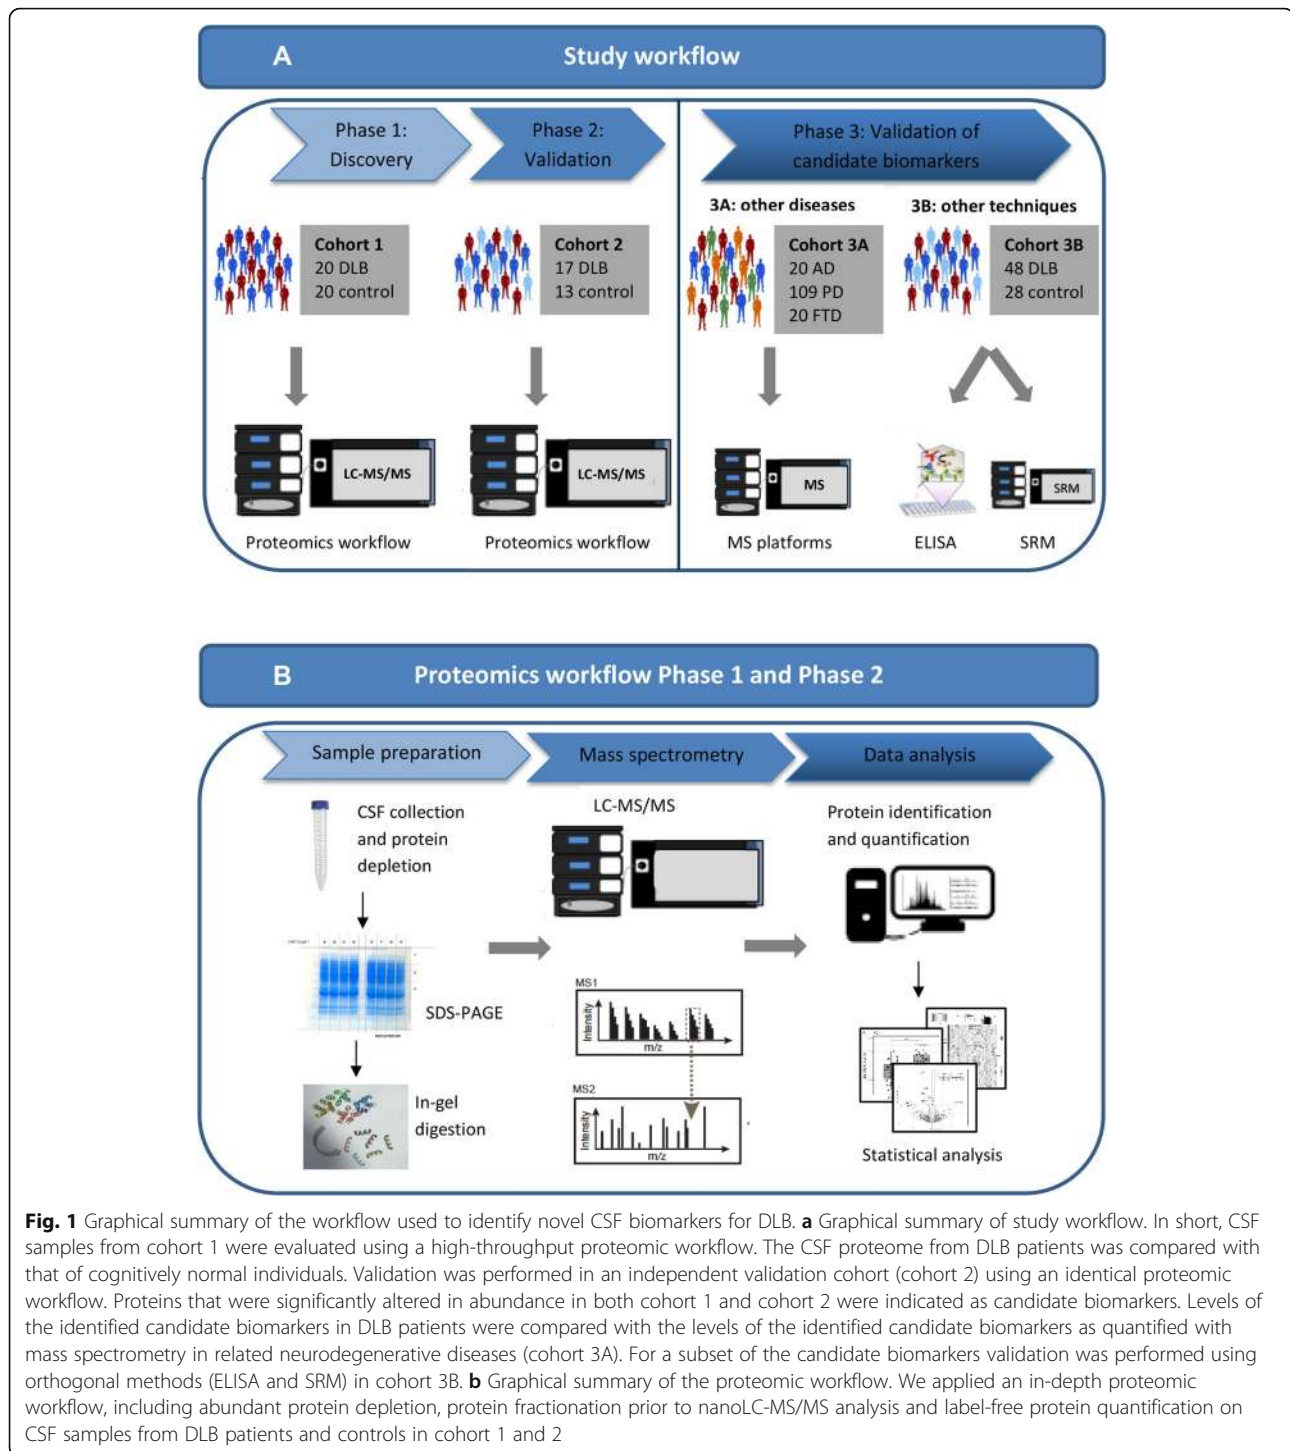 A
Study workflow
Phase 1:
Discovery
Phase 2:
Validation
Phase 3: Validation of
candidate biomarkers
3A: other diseases
3B: other techniques
Cohort 1
20 DLB
20 control
Cohort 2
17 DLB
13 control
Cohort 3A
20 AD
109 PD
20 FTD
Cohort 3B
48 DLB
28 control
LC-MS/MS
LC-MS/MS
MS
SRM
Proteomics workflow
Proteomics workflow
MS platforms
ELISA
SRM
B
Proteomics workflow Phase 1 and Phase 2
Sample preparation
Mass spectrometry
Data analysis
CSF collection
and protein
depletion
SDS-PAGE
In-gel
digestion
LC-MS/MS
MS1
Intensity
m/z
MS2
Intensity
m/z
Protein identification
and quantification
Statistical analysis
Fig. 1 Graphical summary of the workflow used to identify novel CSF biomarkers for DLB. a Graphical summary of study workflow. In short, CSF
samples from cohort 1 were evaluated using a high-throughput proteomic workflow. The CSF proteome from DLB patients was compared with
that of cognitively normal individuals. Validation was performed in an independent validation cohort (cohort 2) using an identical proteomic
workflow. Proteins that were significantly altered in abundance in both cohort 1 and cohort 2 were indicated as candidate biomarkers. Levels of
the identified candidate biomarkers in DLB patients were compared with the levels of the identified candidate biomarkers as quantified with
mass spectrometry in related neurodegenerative diseases (cohort 3A). For a subset of the candidate biomarkers validation was performed using
orthogonal methods (ELISA and SRM) in cohort 3B. b Graphical summary of the proteomic workflow. We applied an in-depth proteomic
workflow, including abundant protein depletion, protein fractionation prior to nanoLC-MS/MS analysis and label-free protein quantification on
CSF samples from DLB patients and controls in cohort 1 and 2